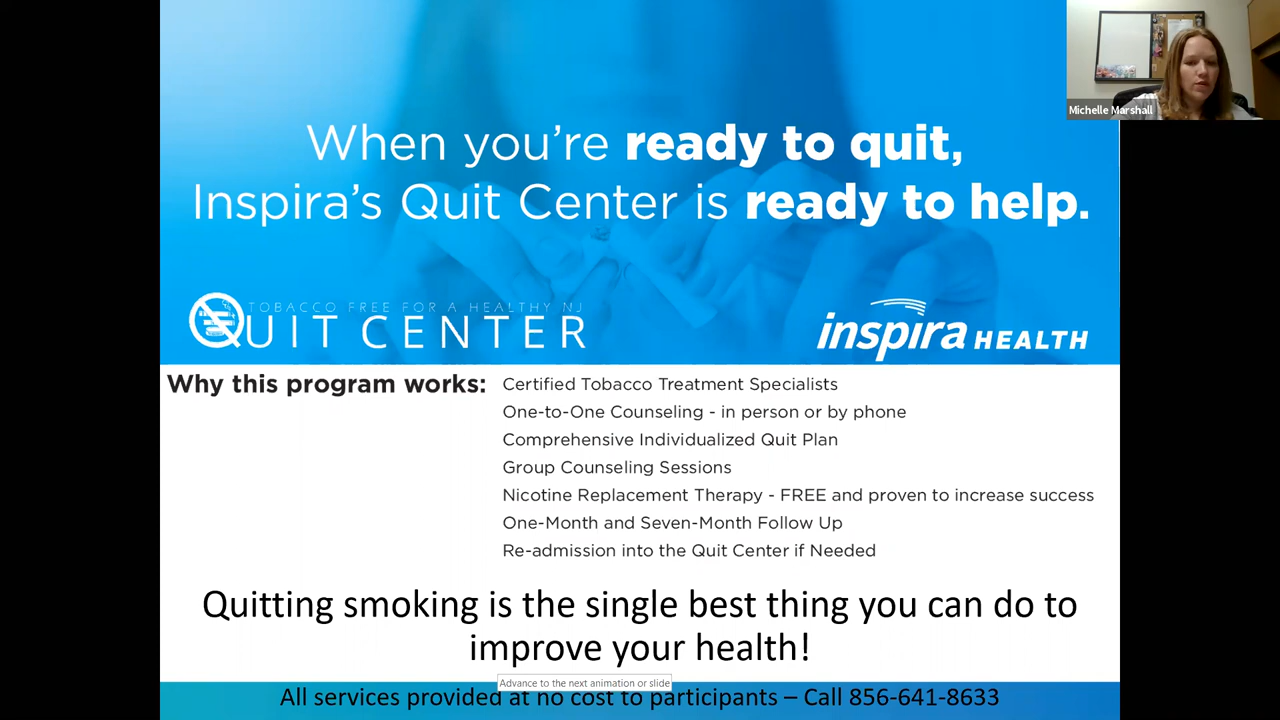 Michelle Marshall
When you're ready to quit,
Inspira's Quit Center is ready to help.
TOBACCO FREE FOR A HEALTHY NJ
QUIT CENTER
inspira HEALTH
Why this program works:
Certified Tobacco Treatment Specialists
One-to-One Counseling - in person or by phone
Comprehensive Individualized Quit Plan
Group Counseling Sessions
Nicotine Replacement Therapy - FREE and proven to increase success
One-Month and Seven-Month Follow Up
Re-admission into the Quit Center if Needed
Quitting smoking is the single best thing you can do to
improve your health!
Advance to the next animation or slide
All services provided at no cost to participants – Call 856-641-8633